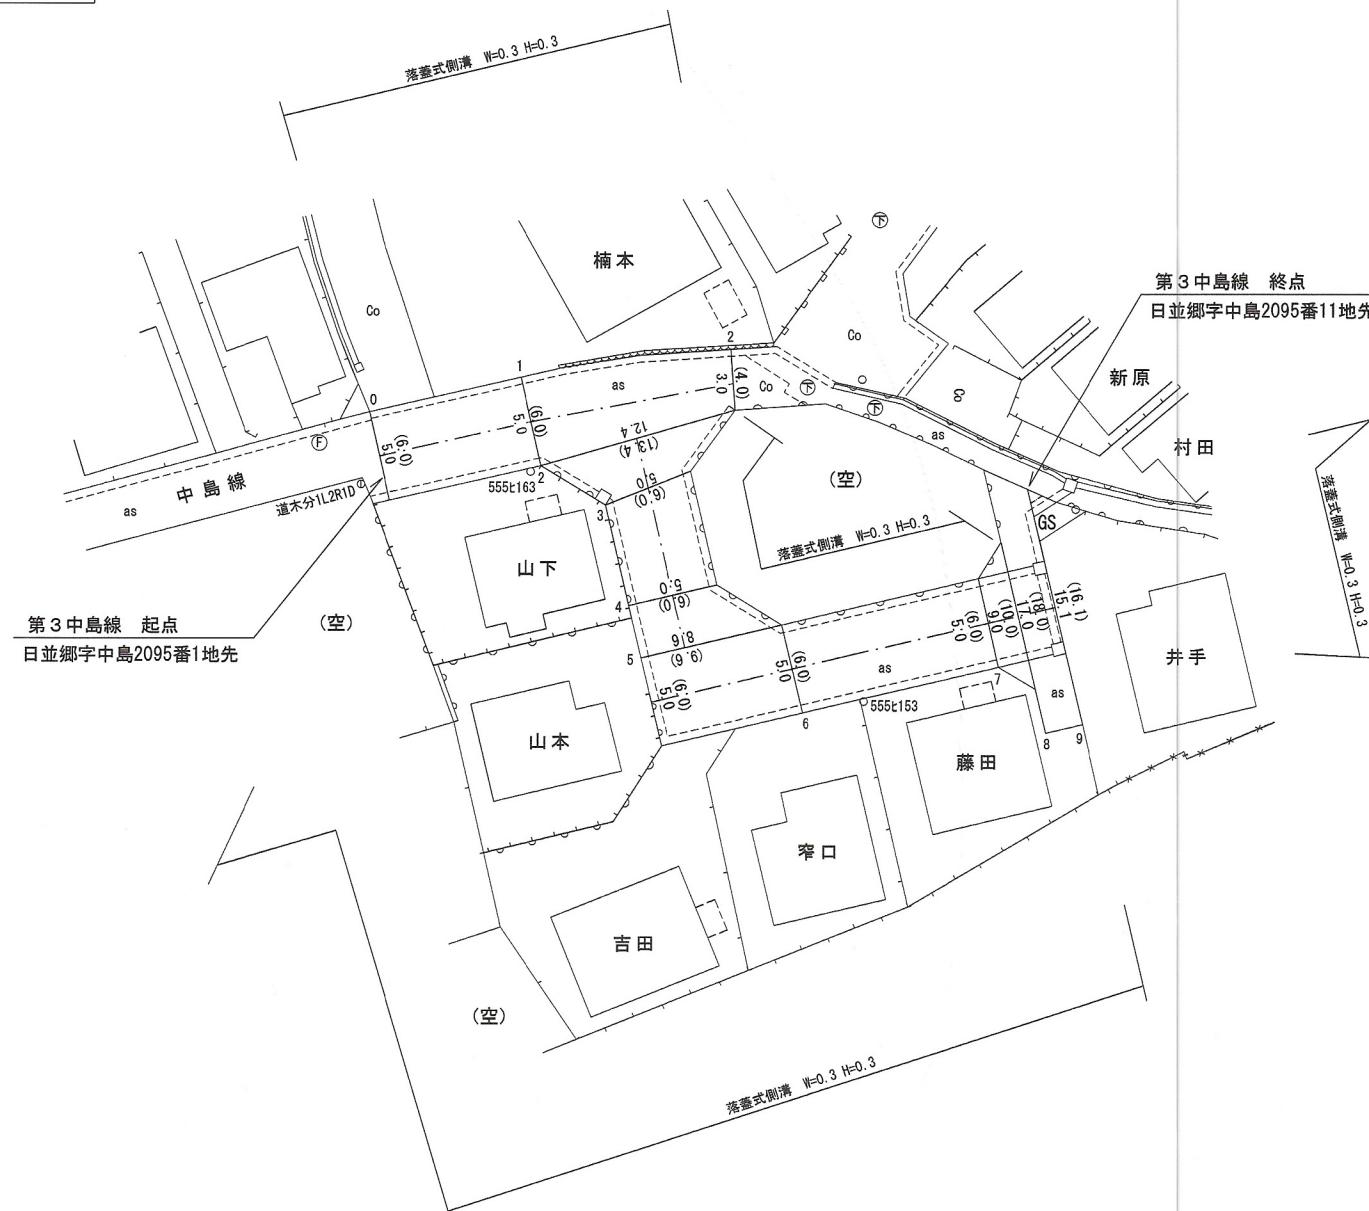 落蓋式側溝 W=0.3 H=0.3
楠本
Co
下
第3中島線 終点
日並郷字中島2095番11地先
Co
新原
Co
2
1
0
as
(4.0)
3.0
Co
下
下
as
村田
F
(6.0)
5.0
(6.0)
5.0
12.4
(13.4)
中島線
as
道木分1L2R1D
555ﾋ163
2
5.0
(6.0)
(空)
落蓋式側溝 W=0.3 H=0.3
3
GS
落蓋式側溝 W=0.3 H=0.3
山下
5.0
(6.0)
4
(16.1)
15.1
(18.0)
17.0
(10.0)
9.0
(6.0)
5.0
第3中島線 起点
日並郷字中島2095番1地先
(空)
8.6
(9.6)
5
(6.0)
5.0
(6.0)
5.0
as
井手
7
as
555ﾋ153
6
8
9
山本
藤田
窄口
吉田
(空)
落蓋式側溝 W=0.3 H=0.3